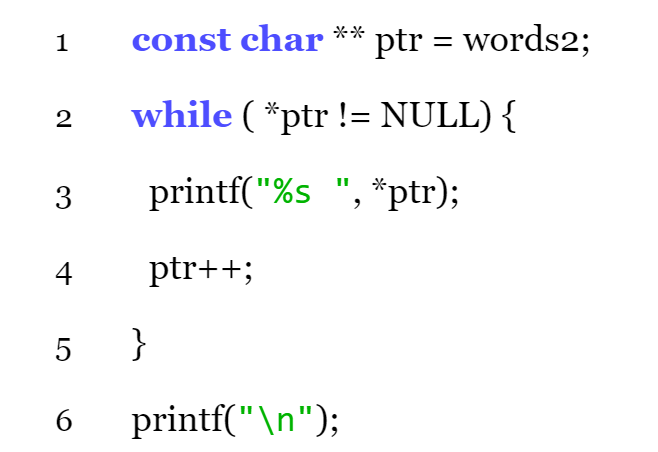 1 const char ** ptr = words2;
2 while ( *ptr != NULL) {
3 printf("%s ", *ptr);
4 ptr++;
5 }
6 printf("\n");